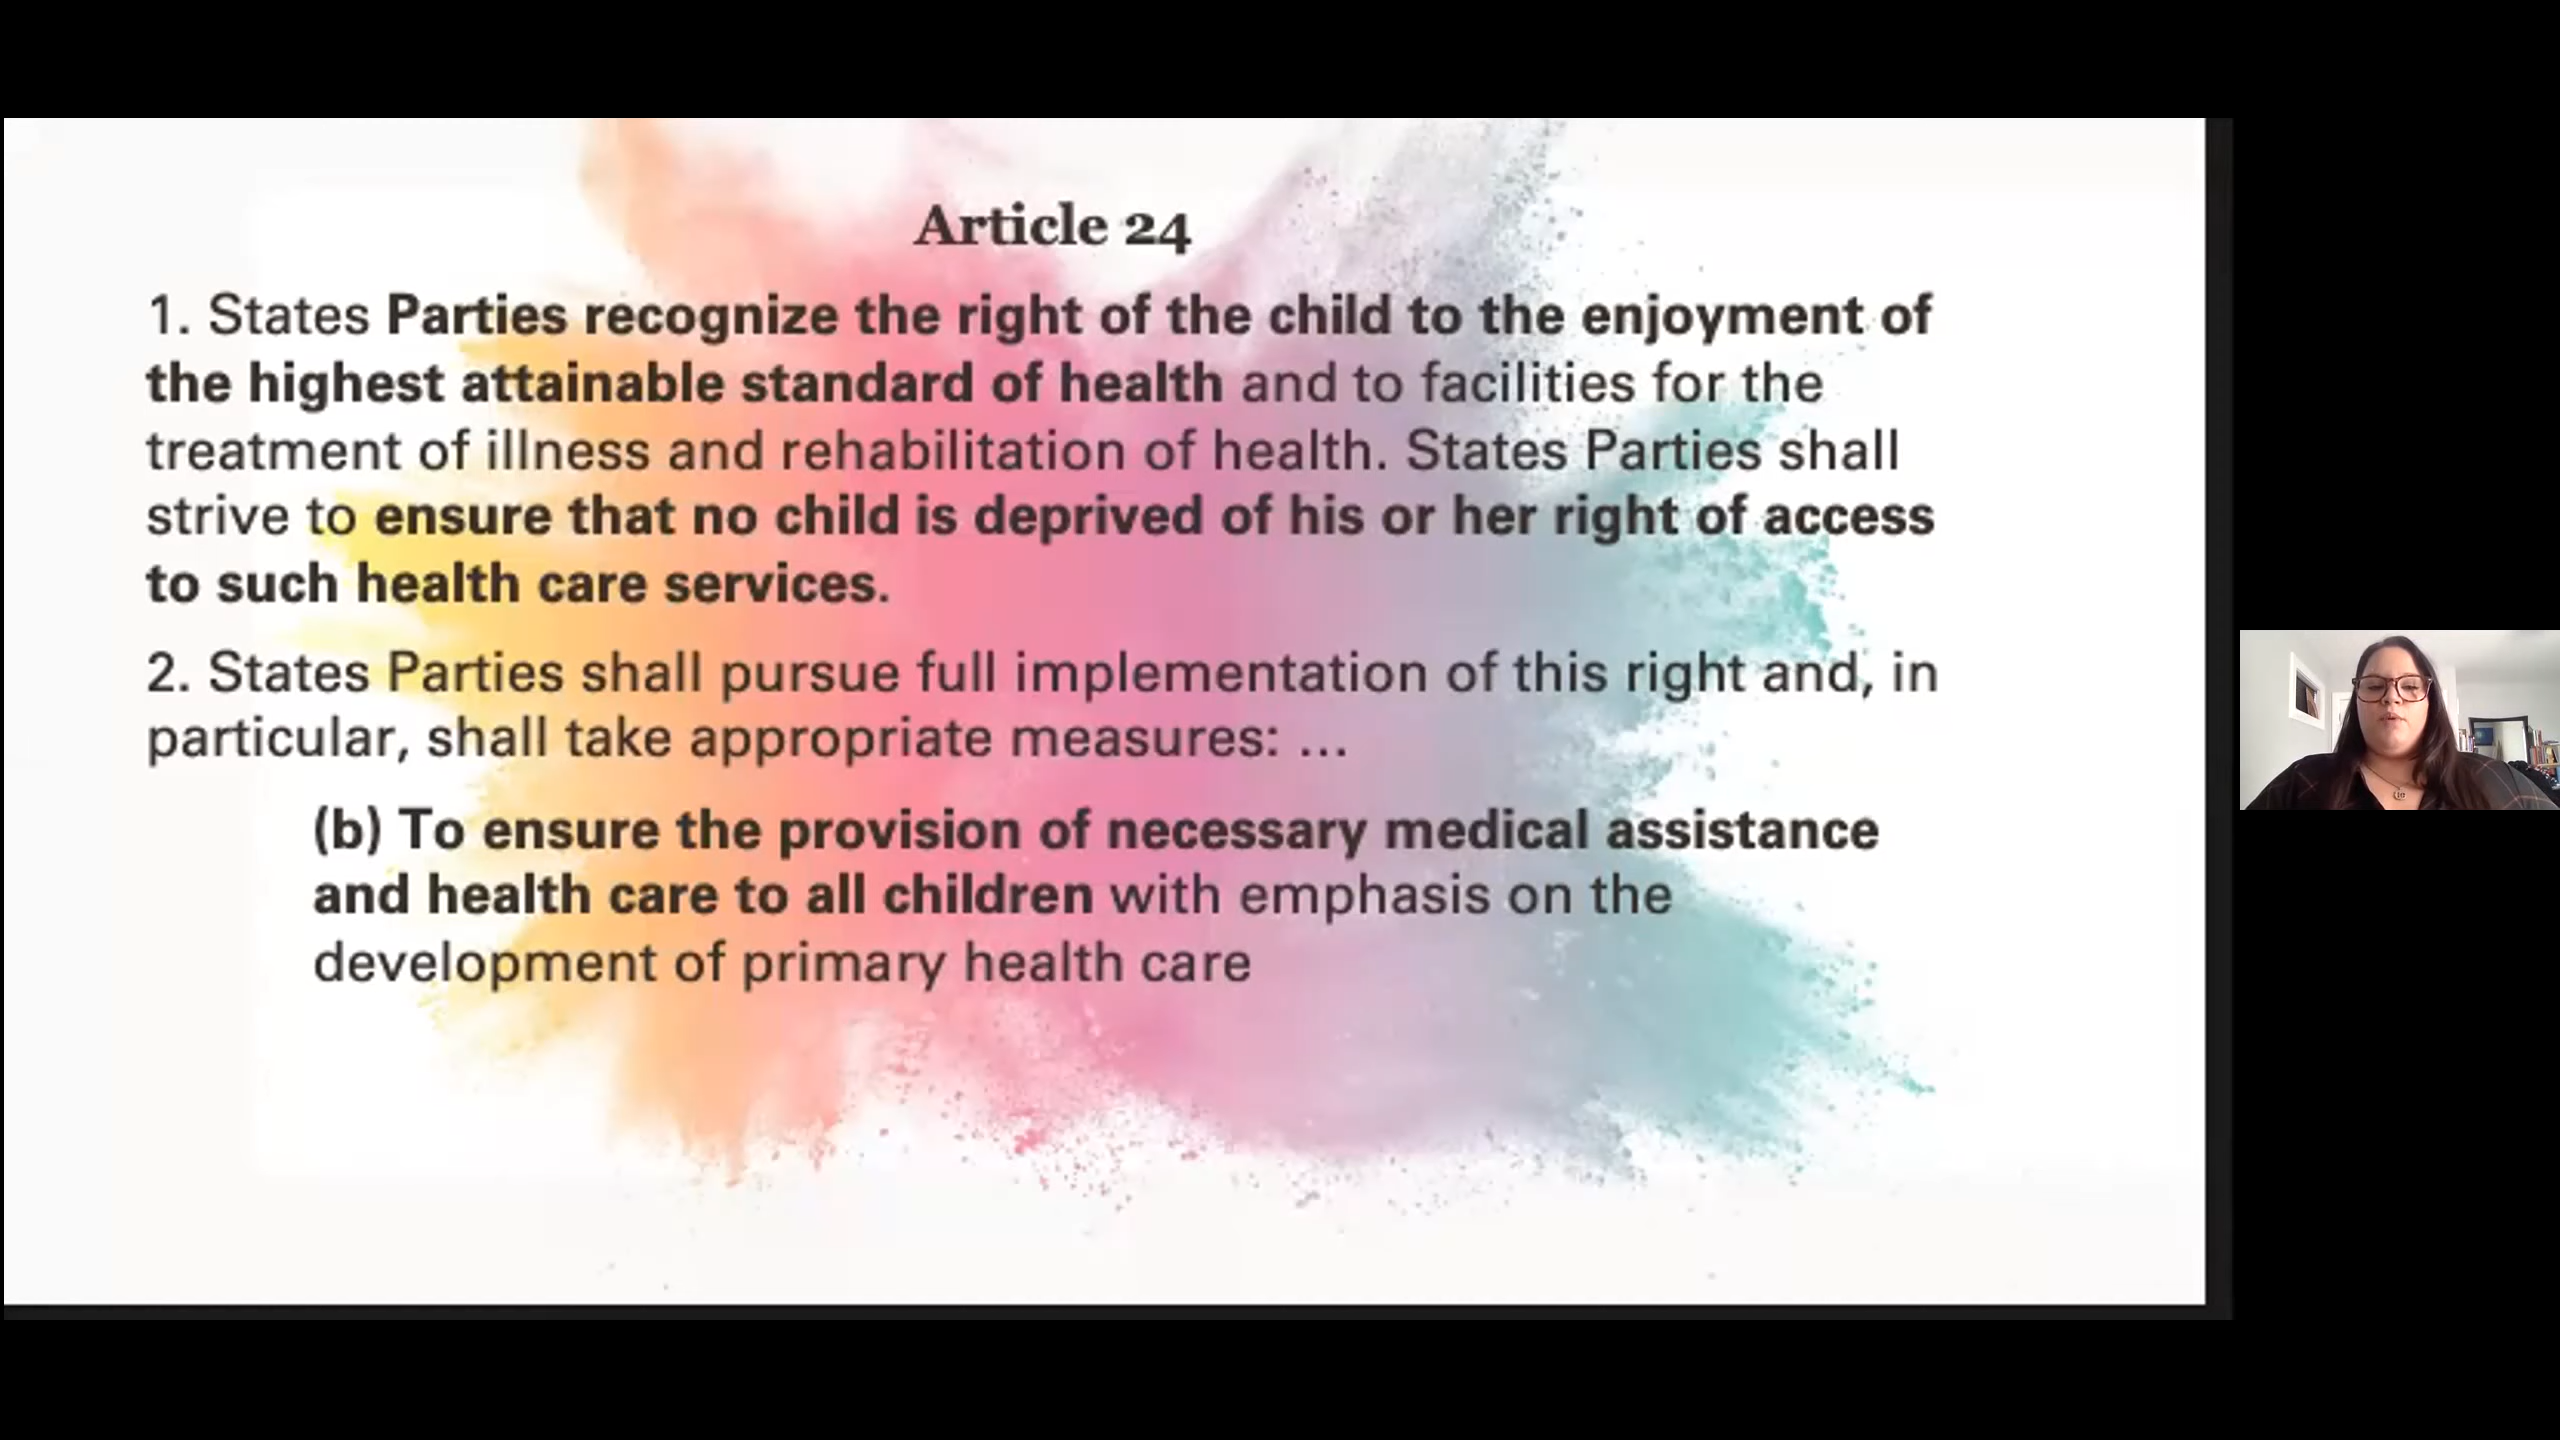 Article 24
1. States Parties recognize the right of the child to the enjoyment of
the highest attainable standard of health and to facilities for the
treatment of illness and rehabilitation of health. States Parties shall
strive to ensure that no child is deprived of his or her right of access
to such health care services.
2. States Parties shall pursue full implementation of this right and, in
particular, shall take appropriate measures: ...
(b) To ensure the provision of necessary medical assistance
and health care to all children with emphasis on the
development of primary health care